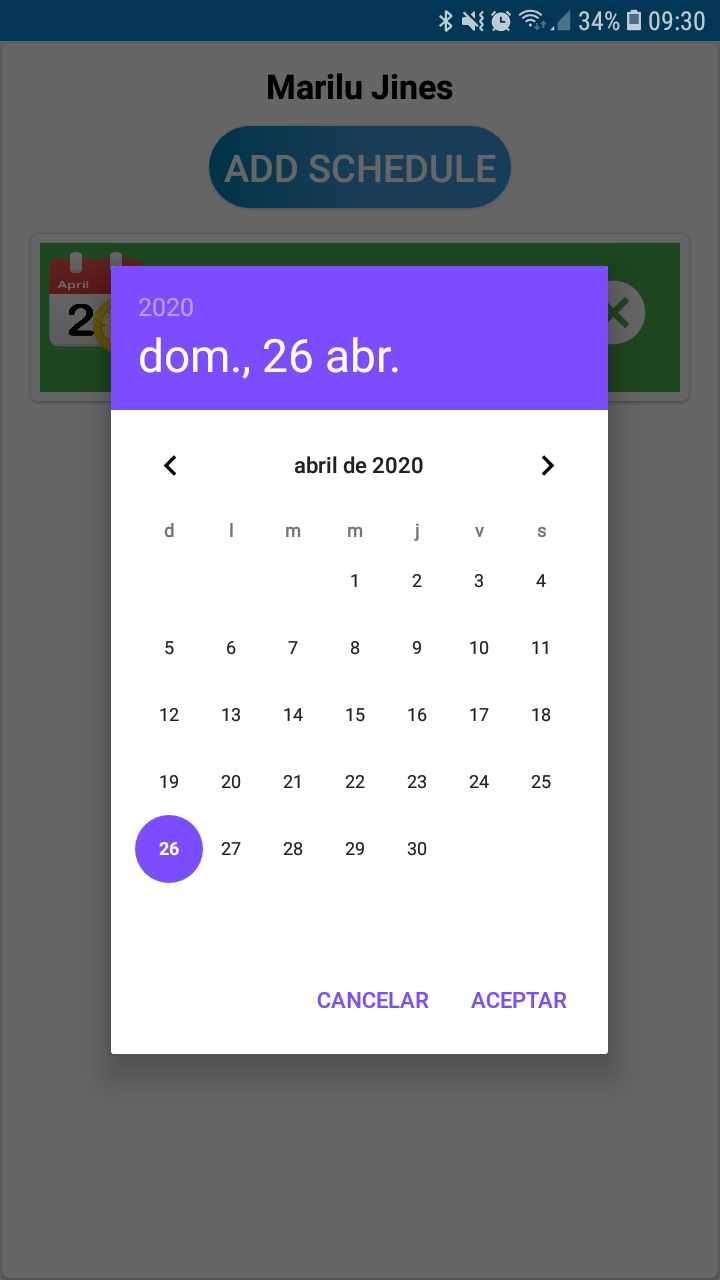 34% 09:30
Marilu Jines
ADD SCHEDULE
April
2
2020
dom., 26 abr.
abril de 2020
d l m m j v s
1 2 3 4
5 6 7 8 9 10 11
12 13 14 15 16 17 18
19 20 21 22 23 24 25
26 27 28 29 30
CANCELAR ACEPTAR